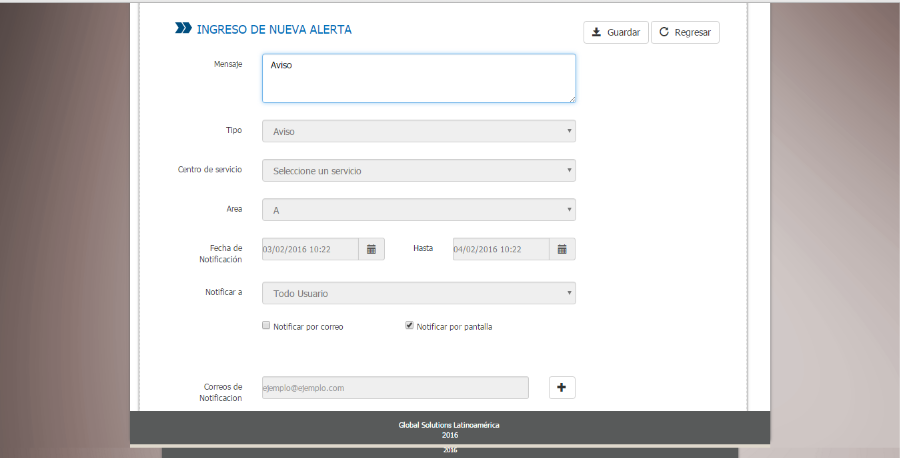 INGRESO DE NUEVA ALERTA
Guardar
Regresar
Mensaje
Aviso
Tipo
Aviso
Centro de servicio
Seleccione un servicio
Area
A
Fecha de
Notificación
03/02/2016 10:22
Hasta
04/02/2016 10:22
Notificar a
Todo Usuario
Notificar por correo
Notificar por pantalla
Correos de
Notificacion
ejemplo@ejemplo.com
Global Solutions Latinoamérica
2016
2016